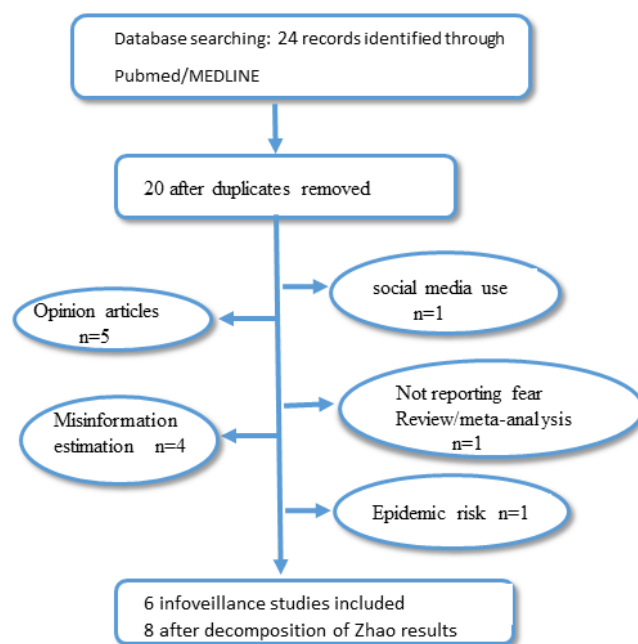 Database searching: 24 records identified through
Pubmed/MEDLINE
20 after duplicates removed
social media use
n=1
Opinion articles
n=5
Not reporting fear
Review/meta-analysis
n=1
Misinformation
estimation n=4
Epidemic risk n=1
6 infoveillance studies included
8 after decomposition of Zhao results